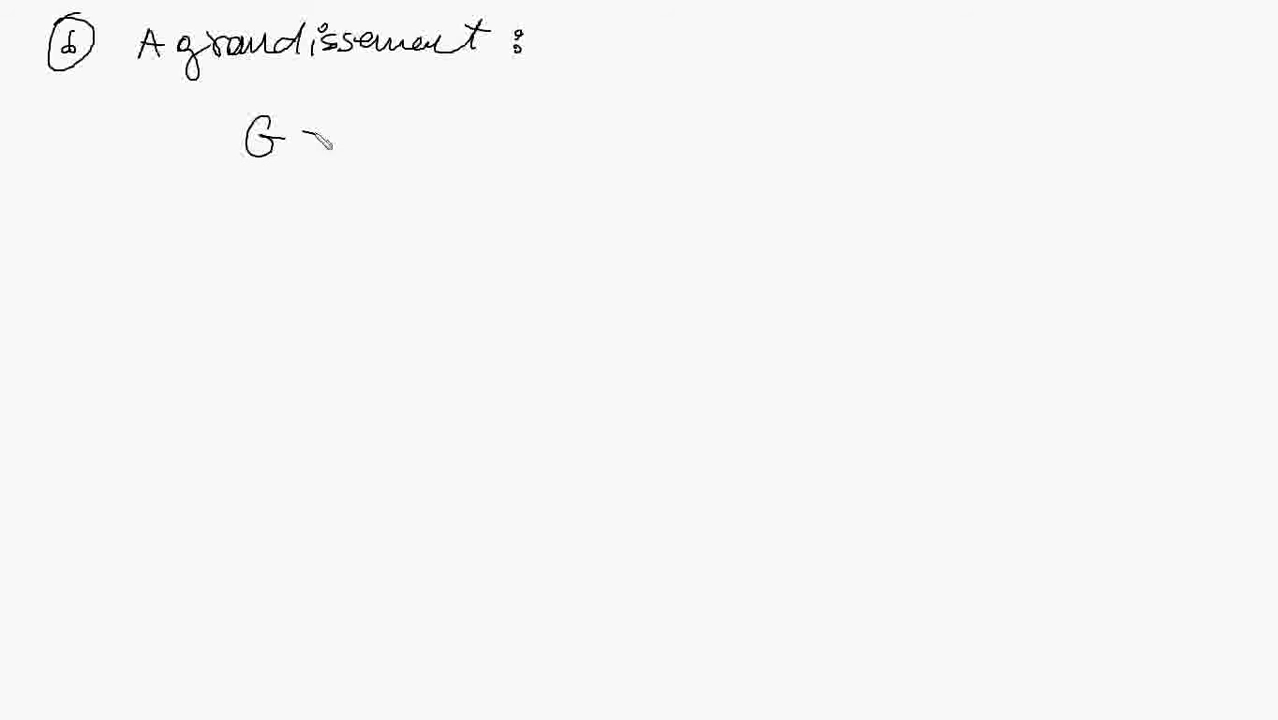 ⑥ Agrandissement :
G -